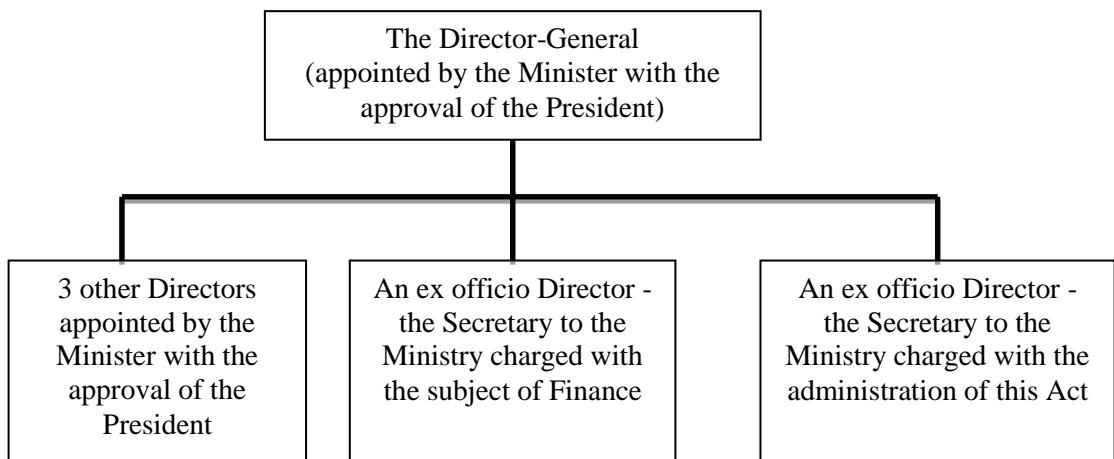 The Director-General
(appointed by the Minister with the
approval of the President)
3 other Directors
appointed by the
Minister with the
approval of the
President
An ex officio Director -
the Secretary to the
Ministry charged with
the subject of Finance
An ex officio Director -
the Secretary to the
Ministry charged with the
administration of this Act